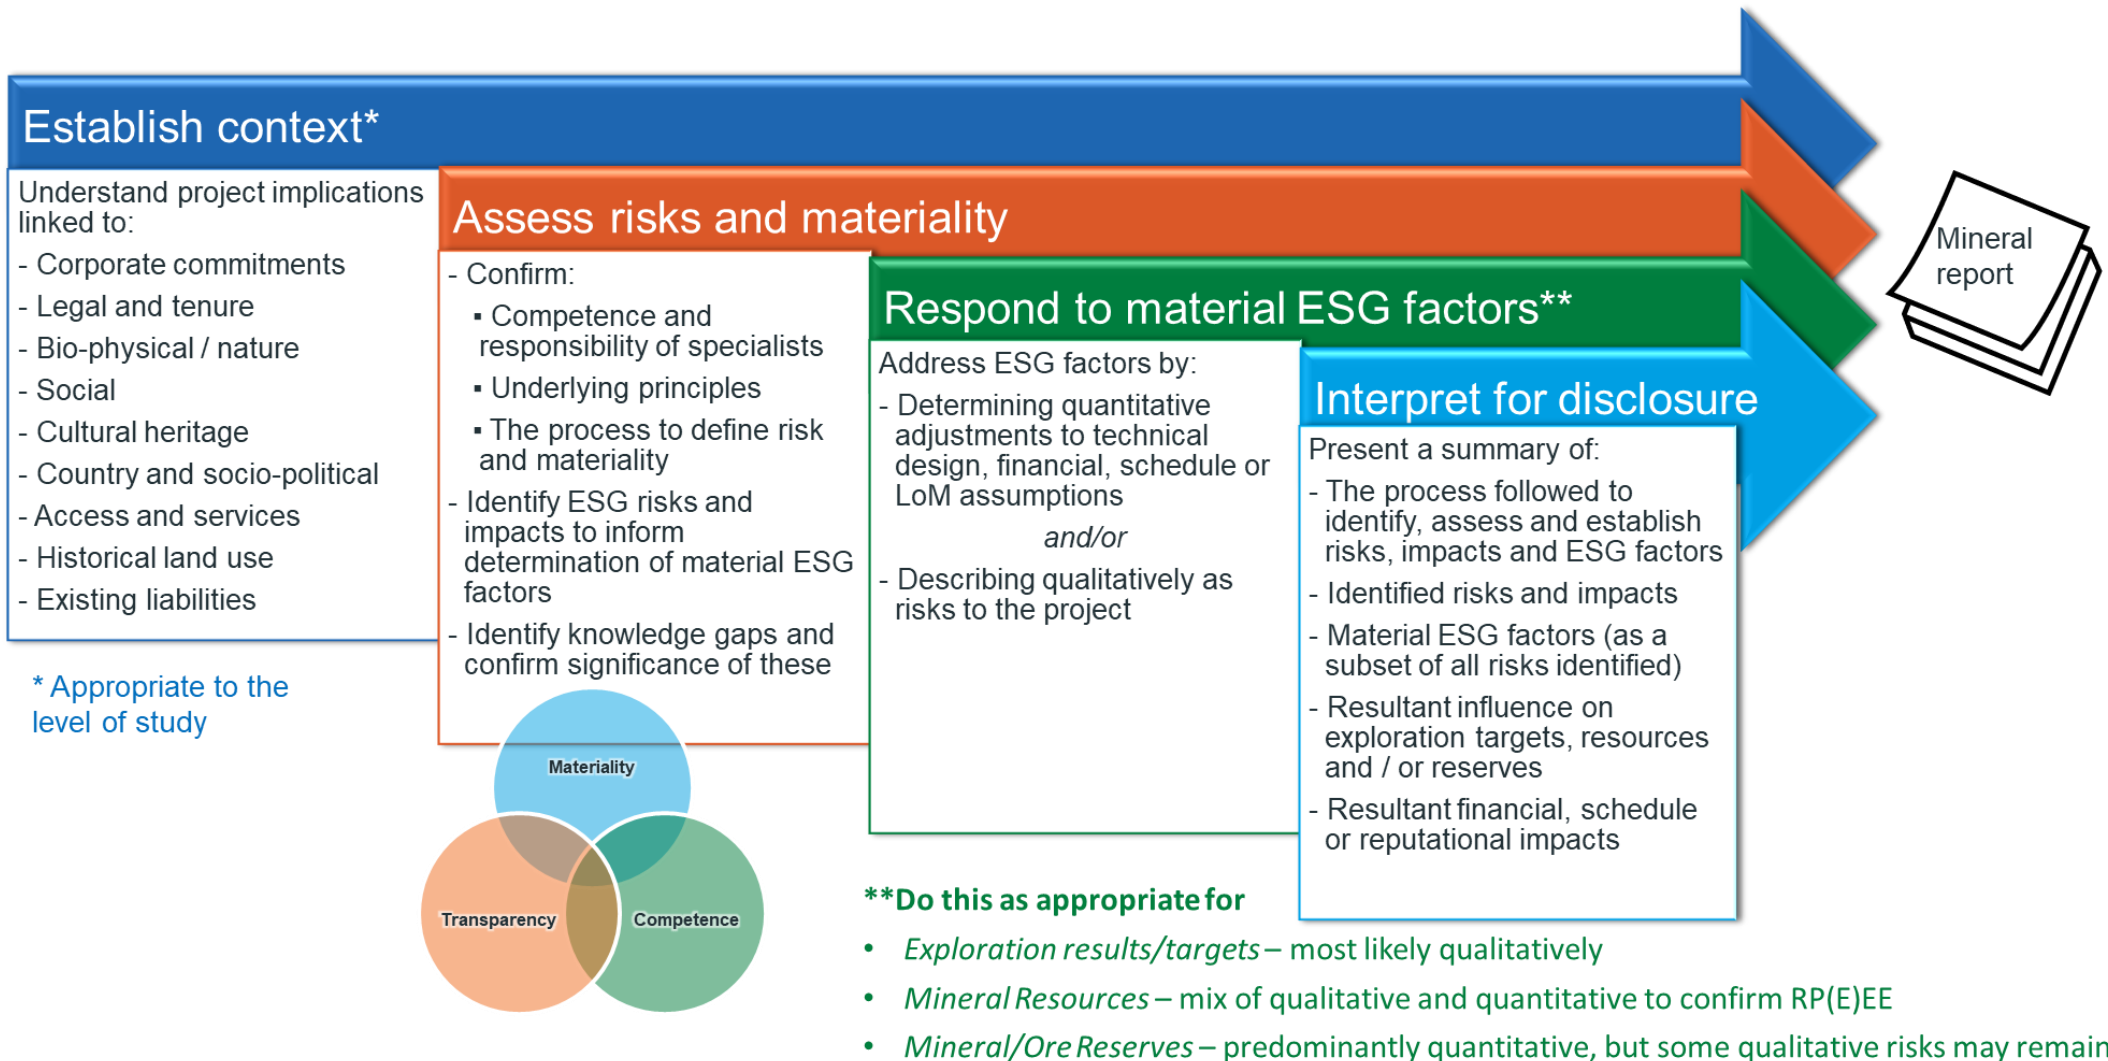 Establish context*
Understand project implications
linked to:
- Corporate commitments
- Legal and tenure
- Bio-physical / nature
- Social
- Cultural heritage
- Country and socio-political
- Access and services
- Historical land use
- Existing liabilities
* Appropriate to the
level of study
Assess risks and materiality
- Confirm:
▪ Competence and
responsibility of specialists
▪ Underlying principles
▪ The process to define risk
and materiality
- Identify ESG risks and
impacts to inform
determination of material ESG
factors
- Identify knowledge gaps and
confirm significance of these
Materiality
Transparency
Competence
Respond to material ESG factors**
Address ESG factors by:
- Determining quantitative
adjustments to technical
design, financial, schedule or
LoM assumptions
and/or
- Describing qualitatively as
risks to the project
Interpret for disclosure
Present a summary of:
- The process followed to
identify, assess and establish
risks, impacts and ESG factors
- Identified risks and impacts
- Material ESG factors (as a
subset of all risks identified)
- Resultant influence on
exploration targets, resources
and / or reserves
- Resultant financial, schedule
or reputational impacts
Mineral
report
**Do this as appropriate for
• Exploration results/targets – most likely qualitatively
• Mineral Resources – mix of qualitative and quantitative to confirm RP(E)EE
• Mineral/Ore Reserves – predominantly quantitative, but some qualitative risks may remain